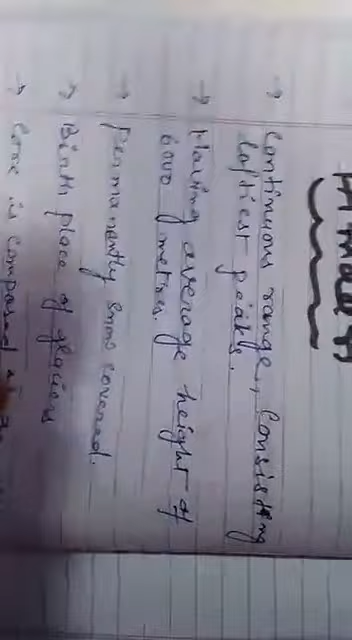 → Continuous range, Consisting
loftiest peaks.
→ Having average height of
6000 metres.
→ Permanently snow covered.
→ Birth place of glaciers
→ Core is composed of